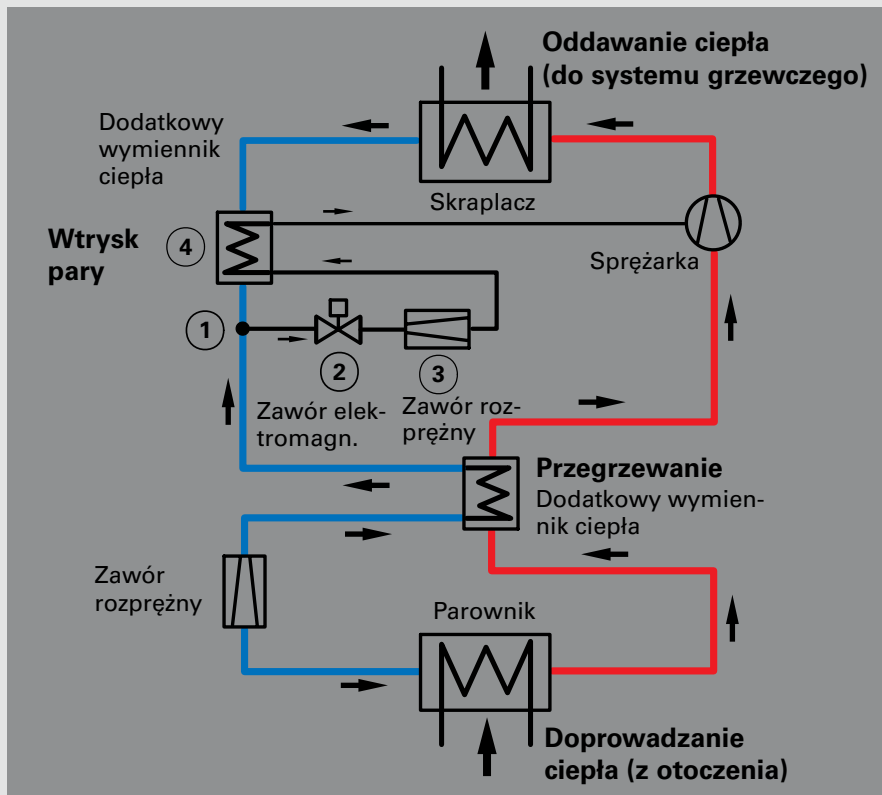 Oddawanie ciepła
(do systemu grzewczego)
Dodatkowy
wymiennik
ciepła
Skraplacz
Wtrysk
pary
4
Sprężarka
1
2
3
Zawór elek-
tromagn.
Zawór roz-
prężny
Przegrzewanie
Dodatkowy wymien-
nik ciepła
Zawór
rozprężny
Parownik
Doprowadzanie
ciepła (z otoczenia)